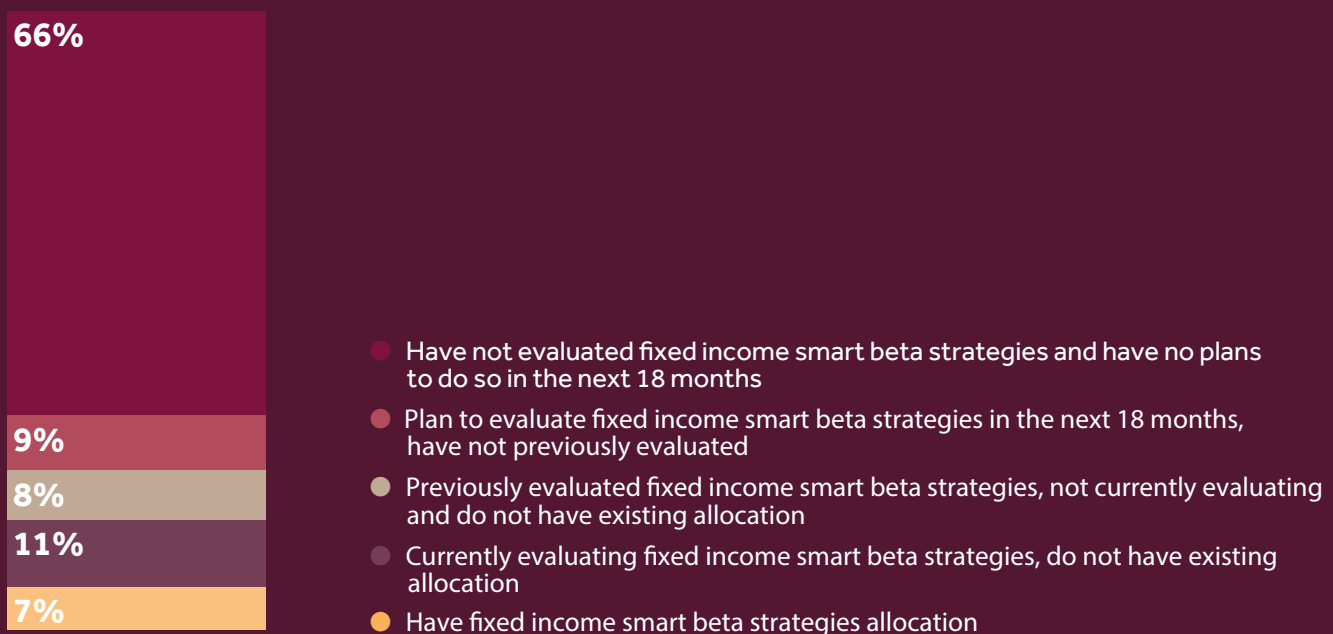 66%
9%
8%
11%
7%
Have not evaluated fixed income smart beta strategies and have no plans
to do so in the next 18 months
Plan to evaluate fixed income smart beta strategies in the next 18 months,
have not previously evaluated
Previously evaluated fixed income smart beta strategies, not currently evaluating
and do not have existing allocation
Currently evaluating fixed income smart beta strategies, do not have existing
allocation
Have fixed income smart beta strategies allocation